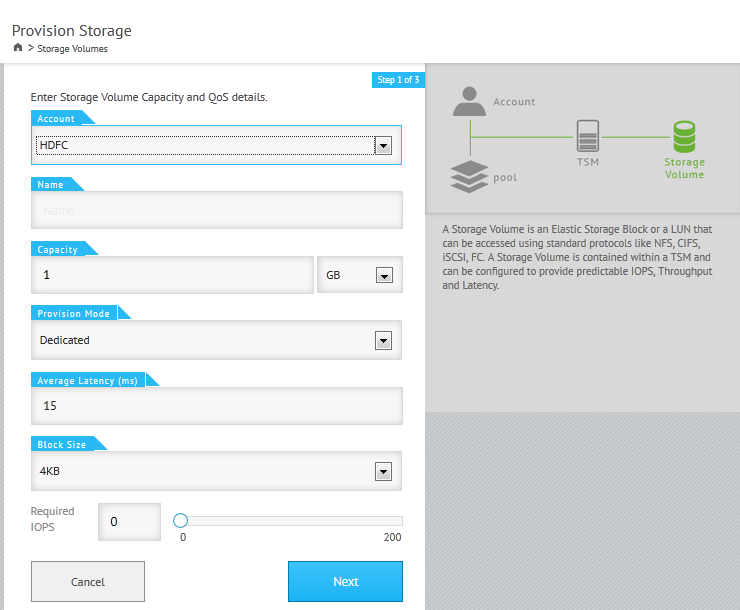 Provision Storage
> Storage Volumes
Step 1 of 3
Enter Storage Volume Capacity and QoS details.
Account
HDFC
Name
Name
Capacity
1
GB
Provision Mode
Dedicated
Average Latency (ms)
15
Block Size
4KB
Required
IOPS
0
0
200
Cancel
Next
Account
TSM
Storage
Volume
pool
A Storage Volume is an Elastic Storage Block or a LUN that
can be accessed using standard protocols like NFS, CIFS,
iSCSI, FC. A Storage Volume is contained within a TSM and
can be configured to provide predictable IOPS, Throughput
and Latency.